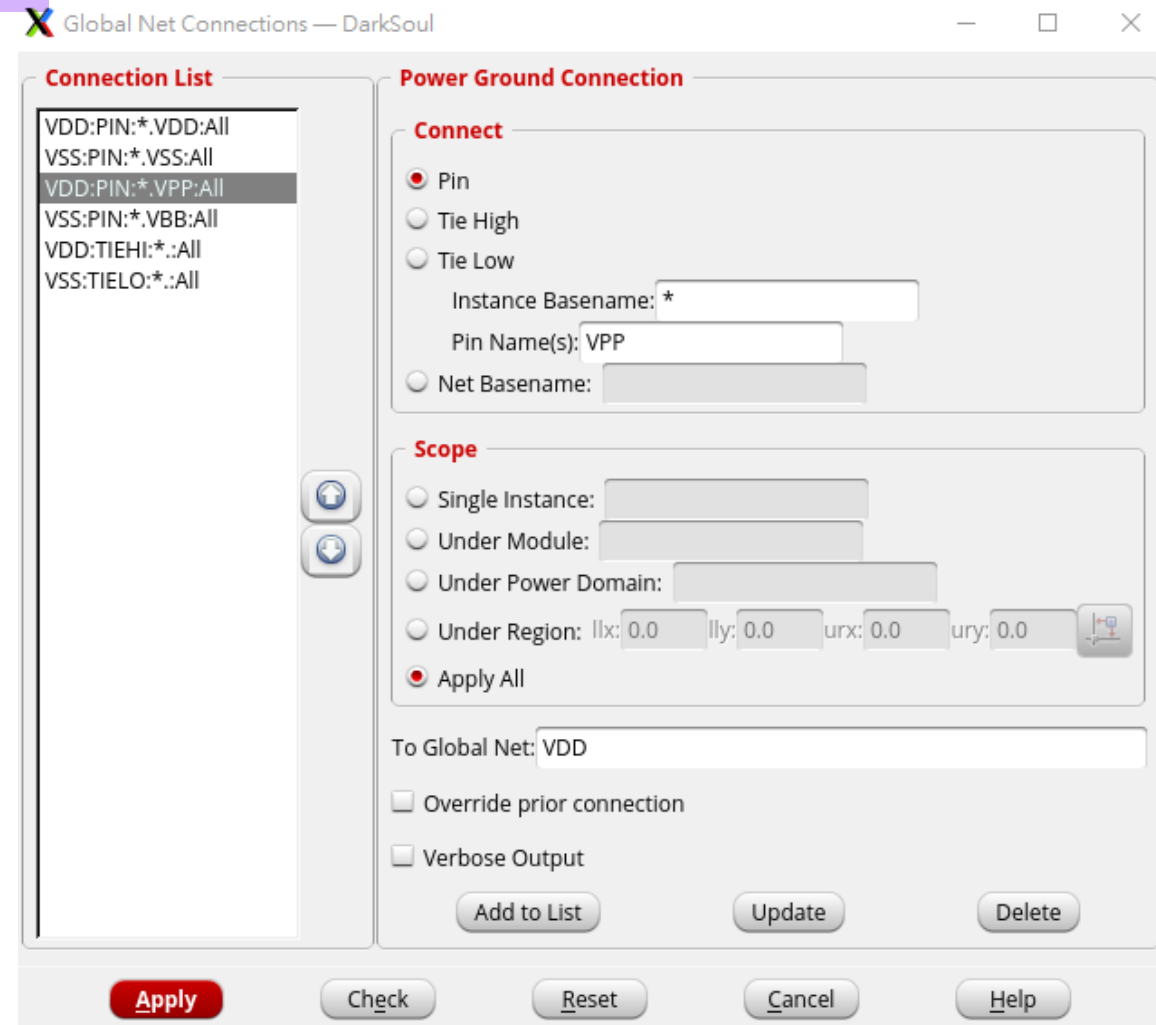 Global Net Connections — DarkSoul
Connection List
VDD:PIN:*.VDD:All
VSS:PIN:*.VSS:All
VDD:PIN:*.VPP:All
VSS:PIN:*.VBB:All
VDD:TIEHI:*.:All
VSS:TIELO:*.:All
Power Ground Connection
Connect
Pin
Tie High
Tie Low
Instance Basename: *
Pin Name(s): VPP
Net Basename:
Scope
Single Instance:
Under Module:
Under Power Domain:
Under Region: llx: 0.0 lly: 0.0 urx: 0.0 ury: 0.0
Apply All
To Global Net: VDD
Override prior connection
Verbose Output
Add to List Update Delete
Apply Check Reset Cancel Help